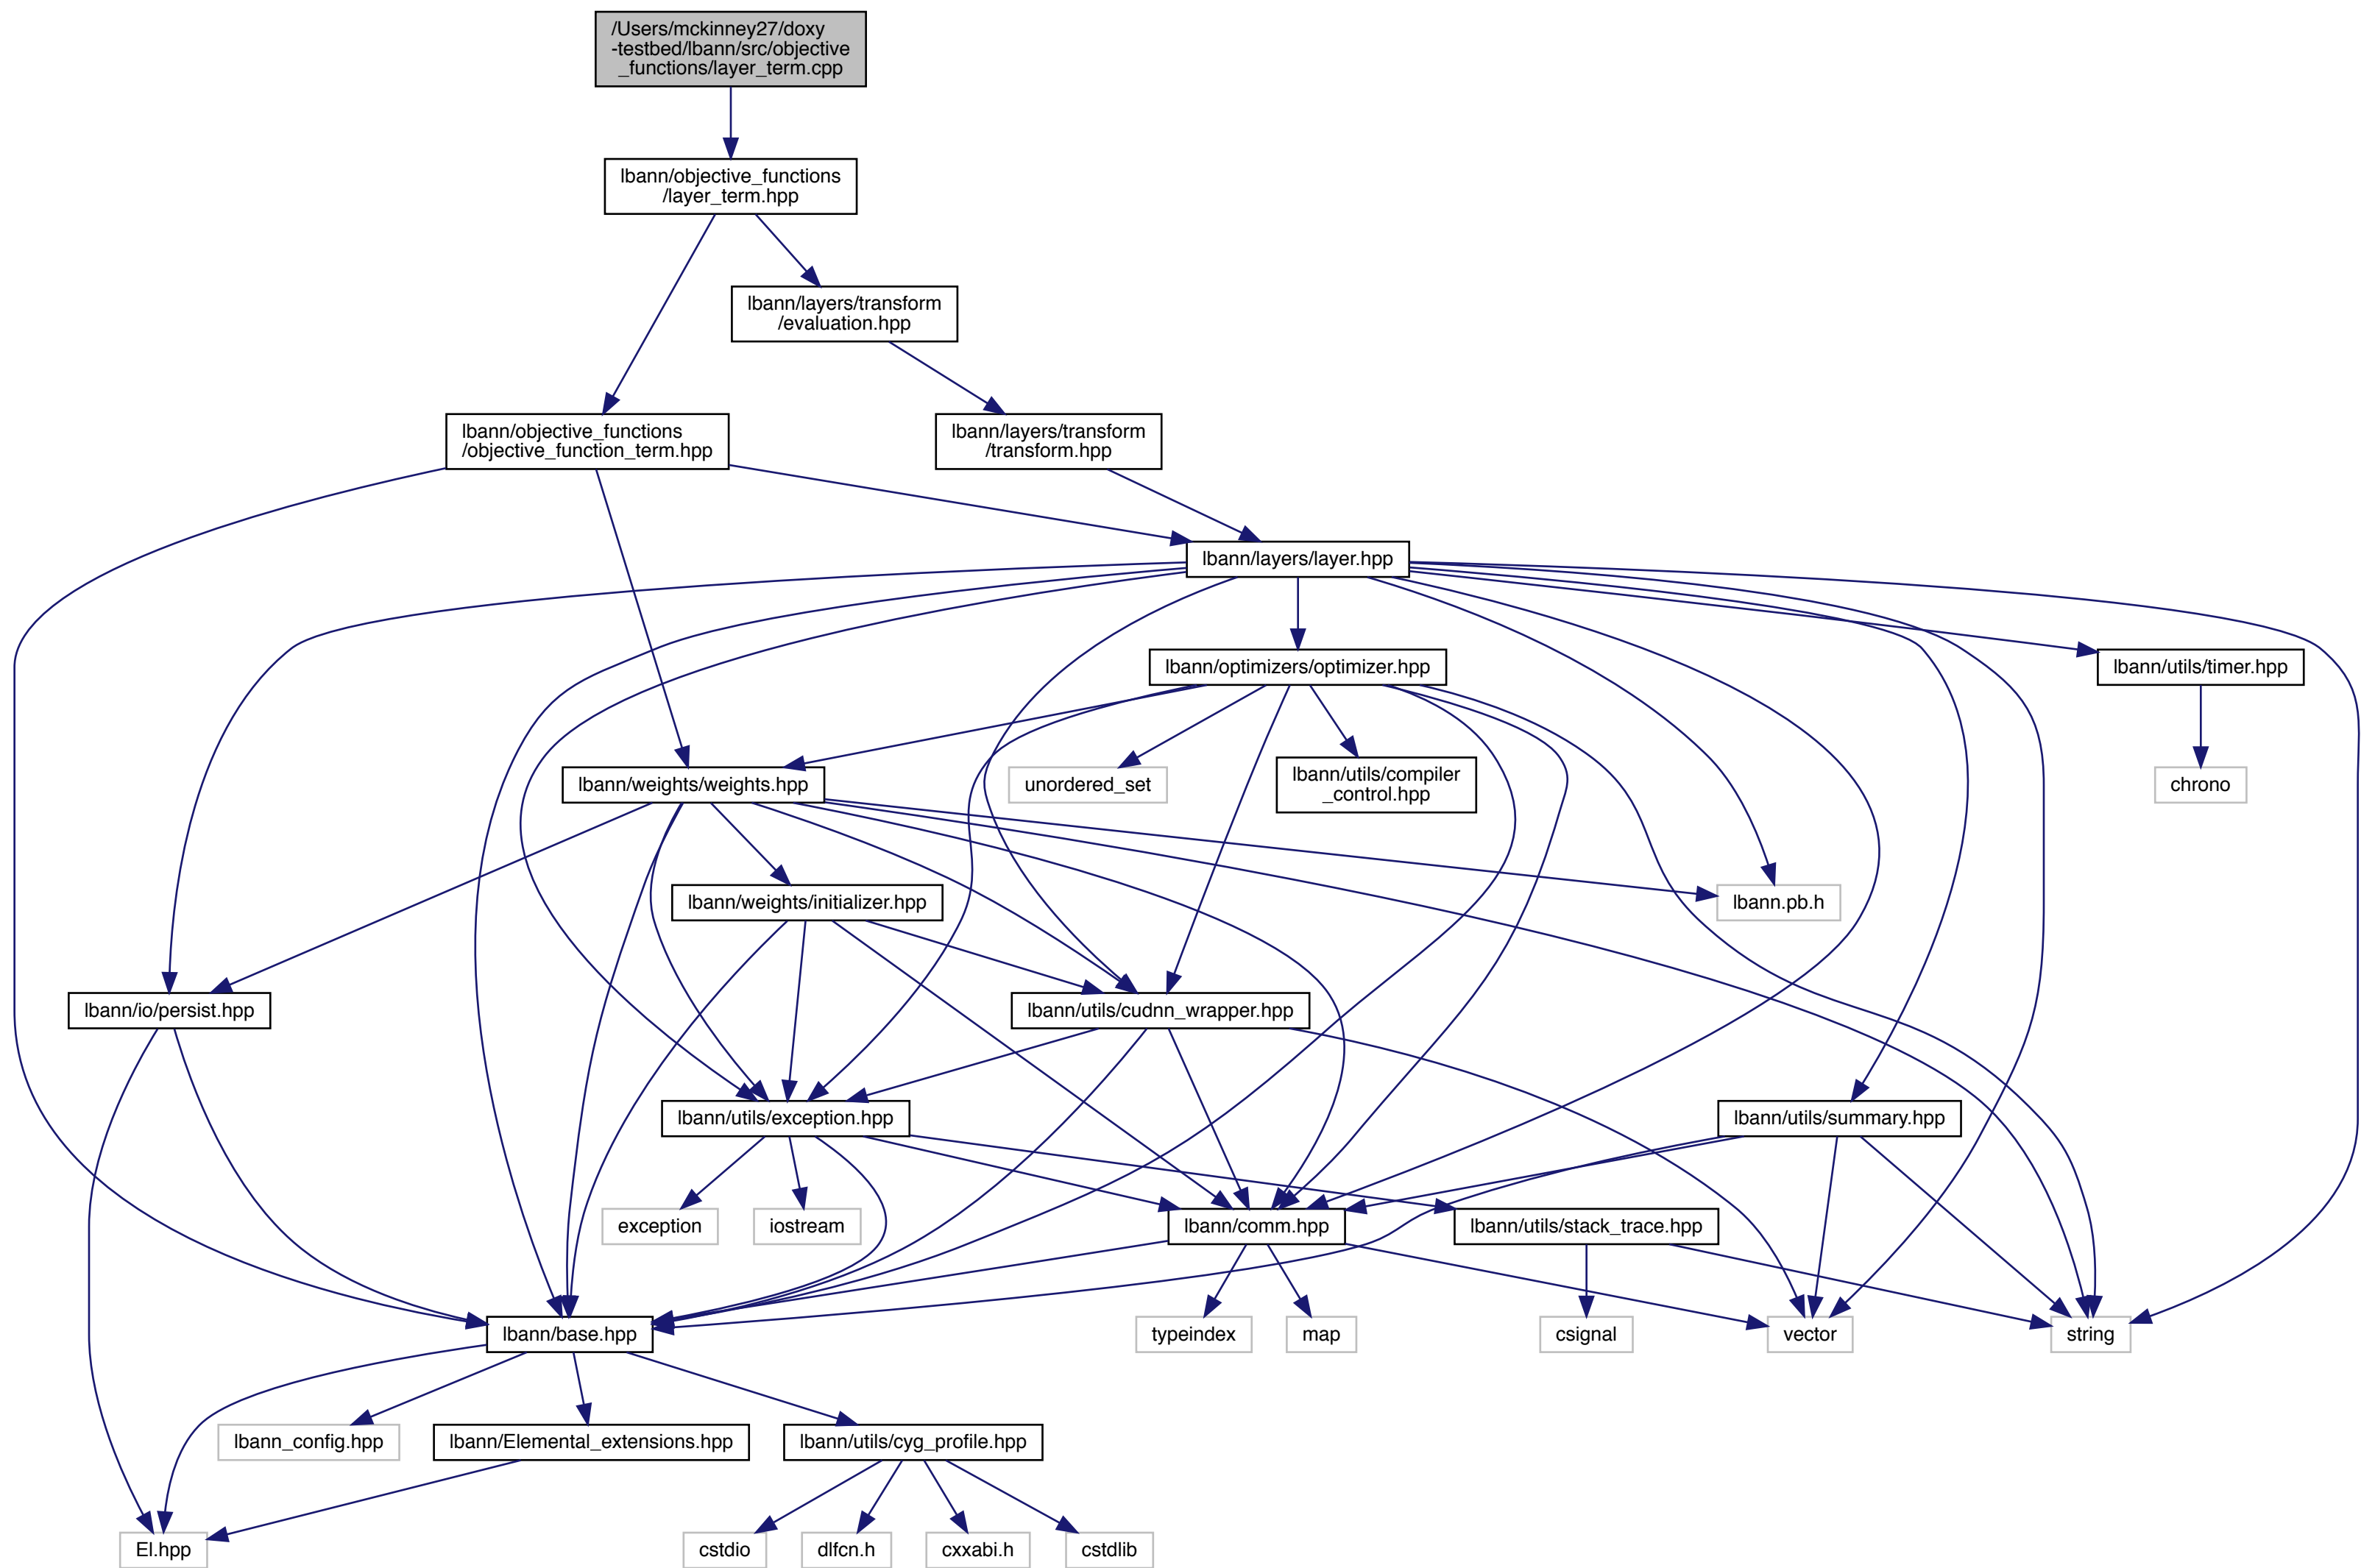 /Users/mckinney27/doxy
-testbed/lbann/src/objective
_functions/layer_term.cpp
lbann/objective_functions
/layer_term.hpp
lbann/layers/transform
/evaluation.hpp
lbann/objective_functions
/objective_function_term.hpp
lbann/layers/transform
/transform.hpp
lbann/layers/layer.hpp
lbann/optimizers/optimizer.hpp
lbann/utils/timer.hpp
lbann/weights/weights.hpp
unordered_set
lbann/utils/compiler
_control.hpp
chrono
lbann/weights/initializer.hpp
lbann.pb.h
lbann/io/persist.hpp
lbann/utils/cudnn_wrapper.hpp
lbann/utils/exception.hpp
lbann/utils/summary.hpp
exception
iostream
lbann/comm.hpp
lbann/utils/stack_trace.hpp
lbann/base.hpp
typeindex
map
csignal
vector
string
lbann_config.hpp
lbann/Elemental_extensions.hpp
lbann/utils/cyg_profile.hpp
El.hpp
cstdio
dlfcn.h
cxxabi.h
cstdlib